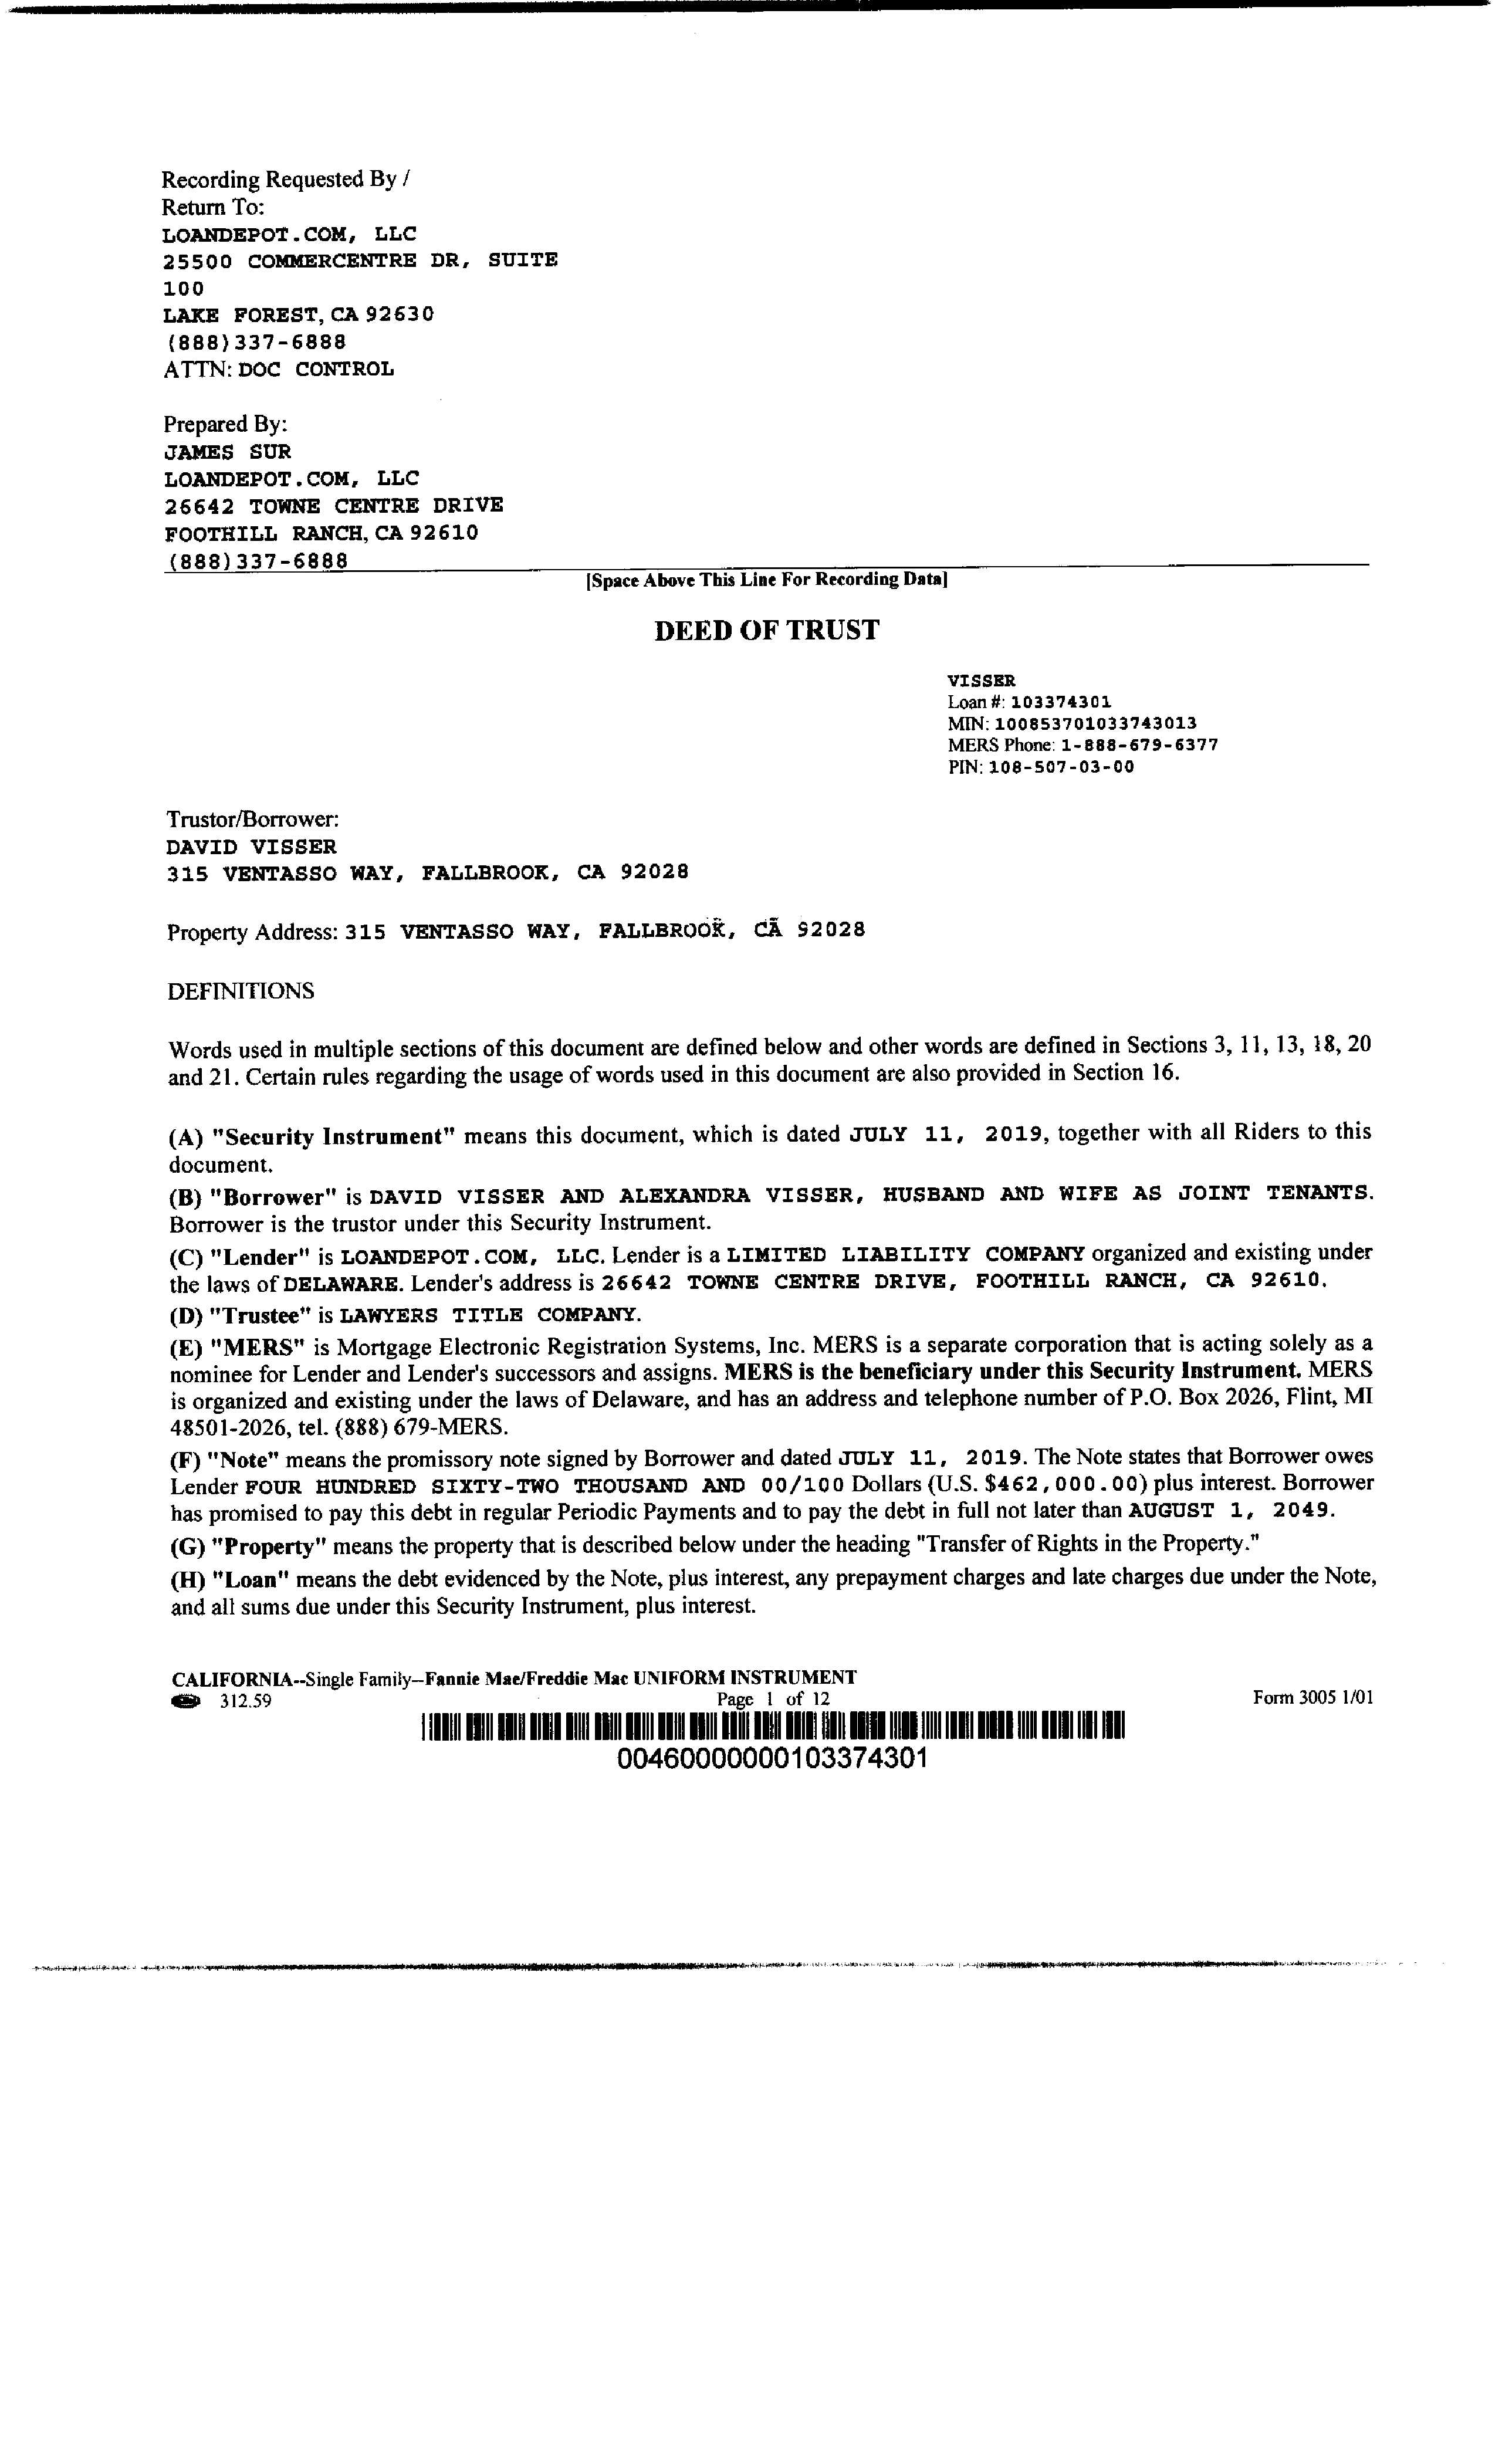 Recording Requested By /
Return To:
LOANDEPOT.COM, LLC
25500 COMMERCENTRE DR, SUITE
100
LAKE FOREST, CA 92630
(888)337-6888
ATTN: DOC CONTROL
Prepared By:
JAMES SUR
LOANDEPOT.COM, LLC
26642 TOWNE CENTRE DRIVE
FOOTHILL RANCH, CA 92610
(888)337-6888
[Space Above This Line For Recording Data]
DEED OF TRUST
VISSER
Loan #: 103374301
MIN: 100853701033743013
MERS Phone: 1-888-679-6377
PIN: 108-507-03-00
Trustor/Borrower:
DAVID VISSER
315 VENTASSO WAY, FALLBROOK, CA 92028
Property Address: 315 VENTASSO WAY, FALLBROOK, CA 92028
DEFINITIONS
Words used in multiple sections of this document are defined below and other words are defined in Sections 3, 11, 13, 18, 20
and 21. Certain rules regarding the usage of words used in this document are also provided in Section 16.
(A) "Security Instrument" means this document, which is dated JULY 11, 2019, together with all Riders to this
document.
(B) "Borrower" is DAVID VISSER AND ALEXANDRA VISSER, HUSBAND AND WIFE AS JOINT TENANTS.
Borrower is the trustor under this Security Instrument.
(C) "Lender" is LOANDEPOT.COM, LLC. Lender is a LIMITED LIABILITY COMPANY organized and existing under
the laws of DELAWARE. Lender's address is 26642 TOWNE CENTRE DRIVE, FOOTHILL RANCH, CA 92610.
(D) "Trustee" is LAWYERS TITLE COMPANY.
(E) "MERS" is Mortgage Electronic Registration Systems, Inc. MERS is a separate corporation that is acting solely as a
nominee for Lender and Lender's successors and assigns. MERS is the beneficiary under this Security Instrument. MERS
is organized and existing under the laws of Delaware, and has an address and telephone number of P.O. Box 2026, Flint, MI
48501-2026, tel. (888) 679-MERS.
(F) "Note" means the promissory note signed by Borrower and dated JULY 11, 2019. The Note states that Borrower owes
Lender FOUR HUNDRED SIXTY-TWO THOUSAND AND 00/100 Dollars (U.S. $462,000.00) plus interest. Borrower
has promised to pay this debt in regular Periodic Payments and to pay the debt in full not later than AUGUST 1, 2049.
(G) "Property" means the property that is described below under the heading "Transfer of Rights in the Property."
(H) "Loan" means the debt evidenced by the Note, plus interest, any prepayment charges and late charges due under the Note,
and all sums due under this Security Instrument, plus interest.
CALIFORNIA--Single Family--Fannie Mae/Freddie Mac UNIFORM INSTRUMENT
312.59 Page 1 of 12 Form 3005 1/01
00460000000103374301